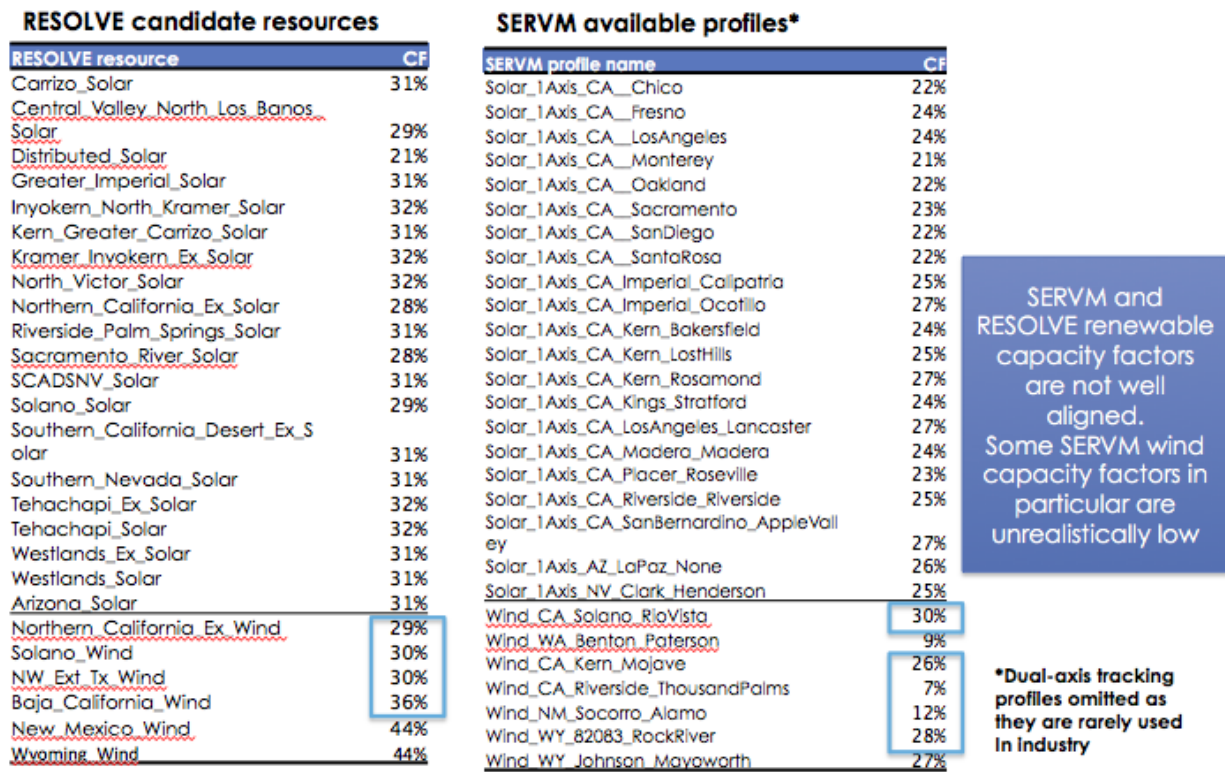 RESOLVE candidate resources
RESOLVE resource CF
Carrizo_Solar 31%
Central_Valley_North_Los_Banos_
Solar 29%
Distributed_Solar 21%
Greater_Imperial_Solar 31%
Inyokern_North_Kramer_Solar 32%
Kern_Greater_Carrizo_Solar 31%
Kramer_Inyokern_Ex_Solar 32%
North_Victor_Solar 32%
Northern_California_Ex_Solar 28%
Riverside_Palm_Springs_Solar 31%
Sacramento_River_Solar 28%
SCADSNV_Solar 31%
Solano_Solar 29%
Southern_California_Desert_Ex_S
olar 31%
Southern_Nevada_Solar 31%
Tehachapi_Ex_Solar 32%
Tehachapi_Solar 32%
Westlands_Ex_Solar 31%
Westlands_Solar 31%
Arizona_Solar 31%
Northern_California_Ex_Wind 29%
Solano_Wind 30%
NW_Ext_Tx_Wind 30%
Baja_California_Wind 36%
New_Mexico_Wind 44%
Wyoming_Wind 44%
SERVM available profiles*
SERVM profile name CF
Solar_1Axis_CA__Chico 22%
Solar_1Axis_CA__Fresno 24%
Solar_1Axis_CA__LosAngeles 24%
Solar_1Axis_CA__Monterey 21%
Solar_1Axis_CA__Oakland 22%
Solar_1Axis_CA__Sacramento 23%
Solar_1Axis_CA__SanDiego 22%
Solar_1Axis_CA__SantaRosa 22%
Solar_1Axis_CA_Imperial_Calipatria 25%
Solar_1Axis_CA_Imperial_Ocotillo 27%
Solar_1Axis_CA_Kern_Bakersfield 24%
Solar_1Axis_CA_Kern_LostHills 25%
Solar_1Axis_CA_Kern_Rosamond 27%
Solar_1Axis_CA_Kings_Stratford 24%
Solar_1Axis_CA_LosAngeles_Lancaster 27%
Solar_1Axis_CA_Madera_Madera 24%
Solar_1Axis_CA_Placer_Roseville 23%
Solar_1Axis_CA_Riverside_Riverside 25%
Solar_1Axis_CA_SanBernardino_AppleVall
ey 27%
Solar_1Axis_AZ_LaPaz_None 26%
Solar_1Axis_NV_Clark_Henderson 25%
Wind_CA_Solano_RioVista 30%
Wind_WA_Benton_Paterson 9%
Wind_CA_Kern_Mojave 26%
Wind_CA_Riverside_ThousandPalms 7%
Wind_NM_Socorro_Alamo 12%
Wind_WY_82083_RockRiver 28%
Wind_WY_Johnson_Mayoworth 27%
SERVM and
RESOLVE renewable
capacity factors
are not well
aligned.
Some SERVM wind
capacity factors in
particular are
unrealistically low
*Dual-axis tracking
profiles omitted as
they are rarely used
in industry